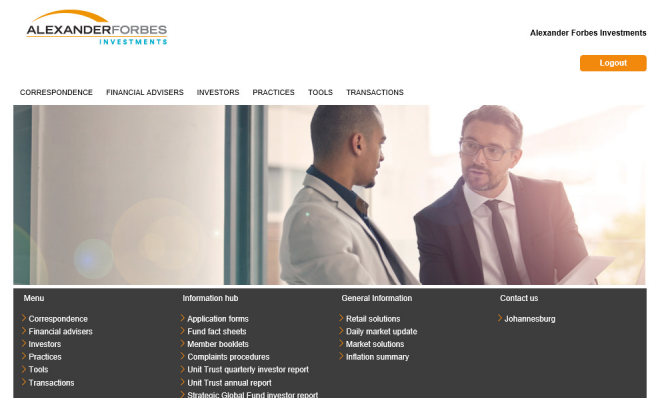 ALEXANDERFORBES
INVESTMENTS
Alexander Forbes Investments
Logout
CORRESPONDENCE FINANCIAL ADVISERS INVESTORS PRACTICES TOOLS TRANSACTIONS
Menu
Correspondence
Financial advisers
Investors
Practices
Tools
Transactions
Information hub
Application forms
Fund fact sheets
Member booklets
Complaints procedures
Unit Trust quarterly investor report
Unit Trust annual report
Strategic Global Fund investor report
General Information
Retail solutions
Daily market update
Market solutions
Inflation summary
Contact us
Johannesburg